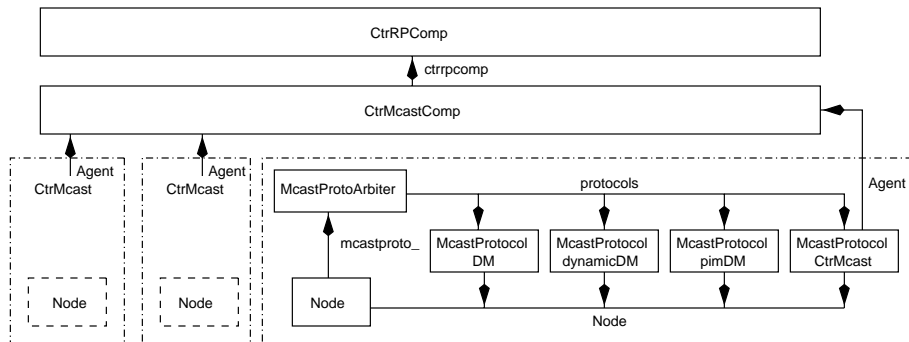 CtrRPComp
ctrrpcomp
CtrMcastComp
Agent
CtrMcast
Agent
CtrMcast
McastProtoArbiter
protocols
Agent
mcastproto_
McastProtocol
DM
McastProtocol
dynamicDM
McastProtocol
pimDM
McastProtocol
CtrMcast
Node
Node
Node
Node